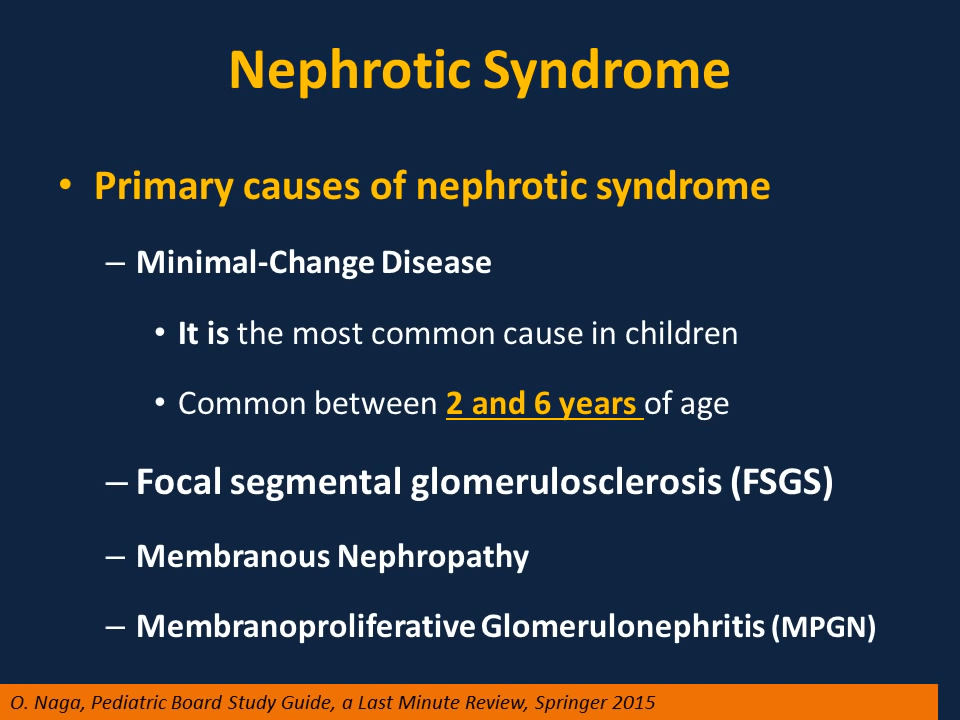 Nephrotic Syndrome
• Primary causes of nephrotic syndrome
– Minimal-Change Disease
• It is the most common cause in children
• Common between 2 and 6 years of age
– Focal segmental glomerulosclerosis (FSGS)
– Membranous Nephropathy
– Membranoproliferative Glomerulonephritis (MPGN)
O. Naga, Pediatric Board Study Guide, a Last Minute Review, Springer 2015